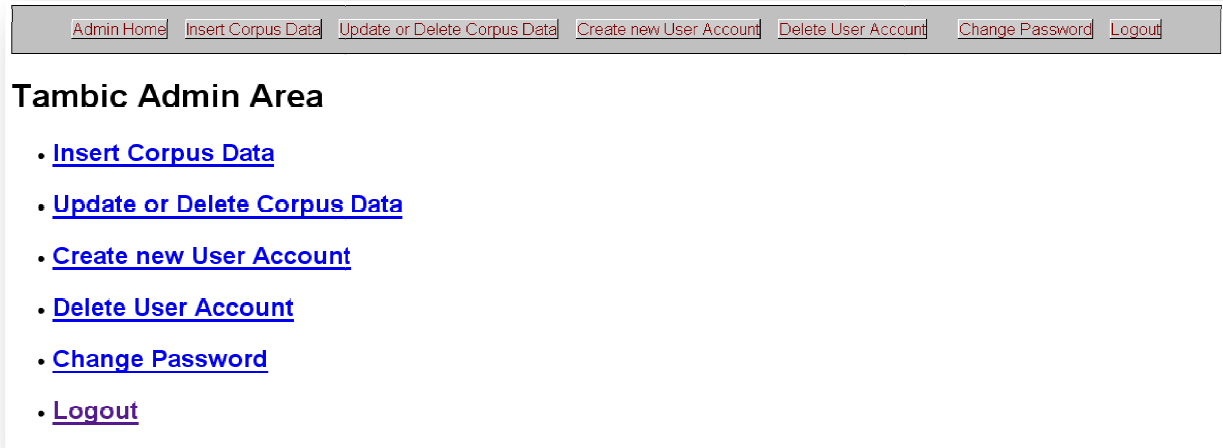 Admin Home Insert Corpus Data Update or Delete Corpus Data Create new User Account Delete User Account Change Password Logout
Tambic Admin Area
• Insert Corpus Data
• Update or Delete Corpus Data
• Create new User Account
• Delete User Account
• Change Password
• Logout